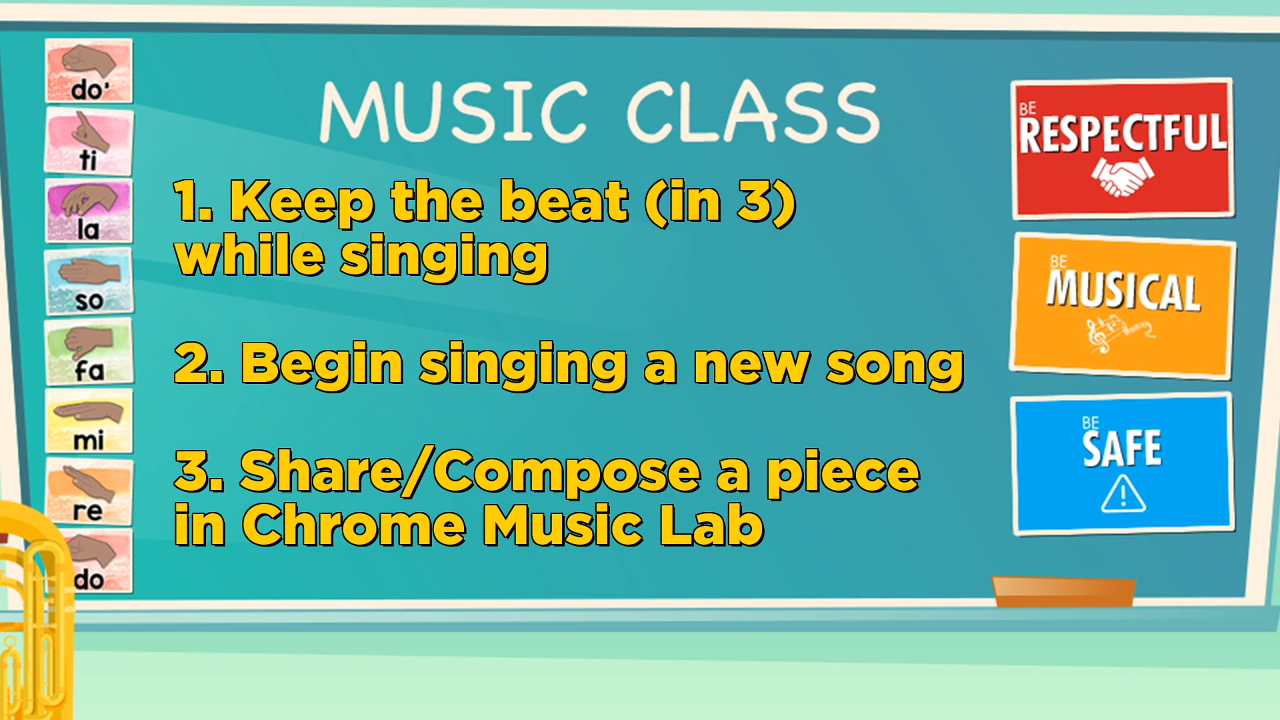 MUSIC CLASS
do'
ti
la
so
fa
mi
re
do
1. Keep the beat (in 3)
while singing
2. Begin singing a new song
3. Share/Compose a piece
in Chrome Music Lab
BE
RESPECTFUL
BE
MUSICAL
BE
SAFE